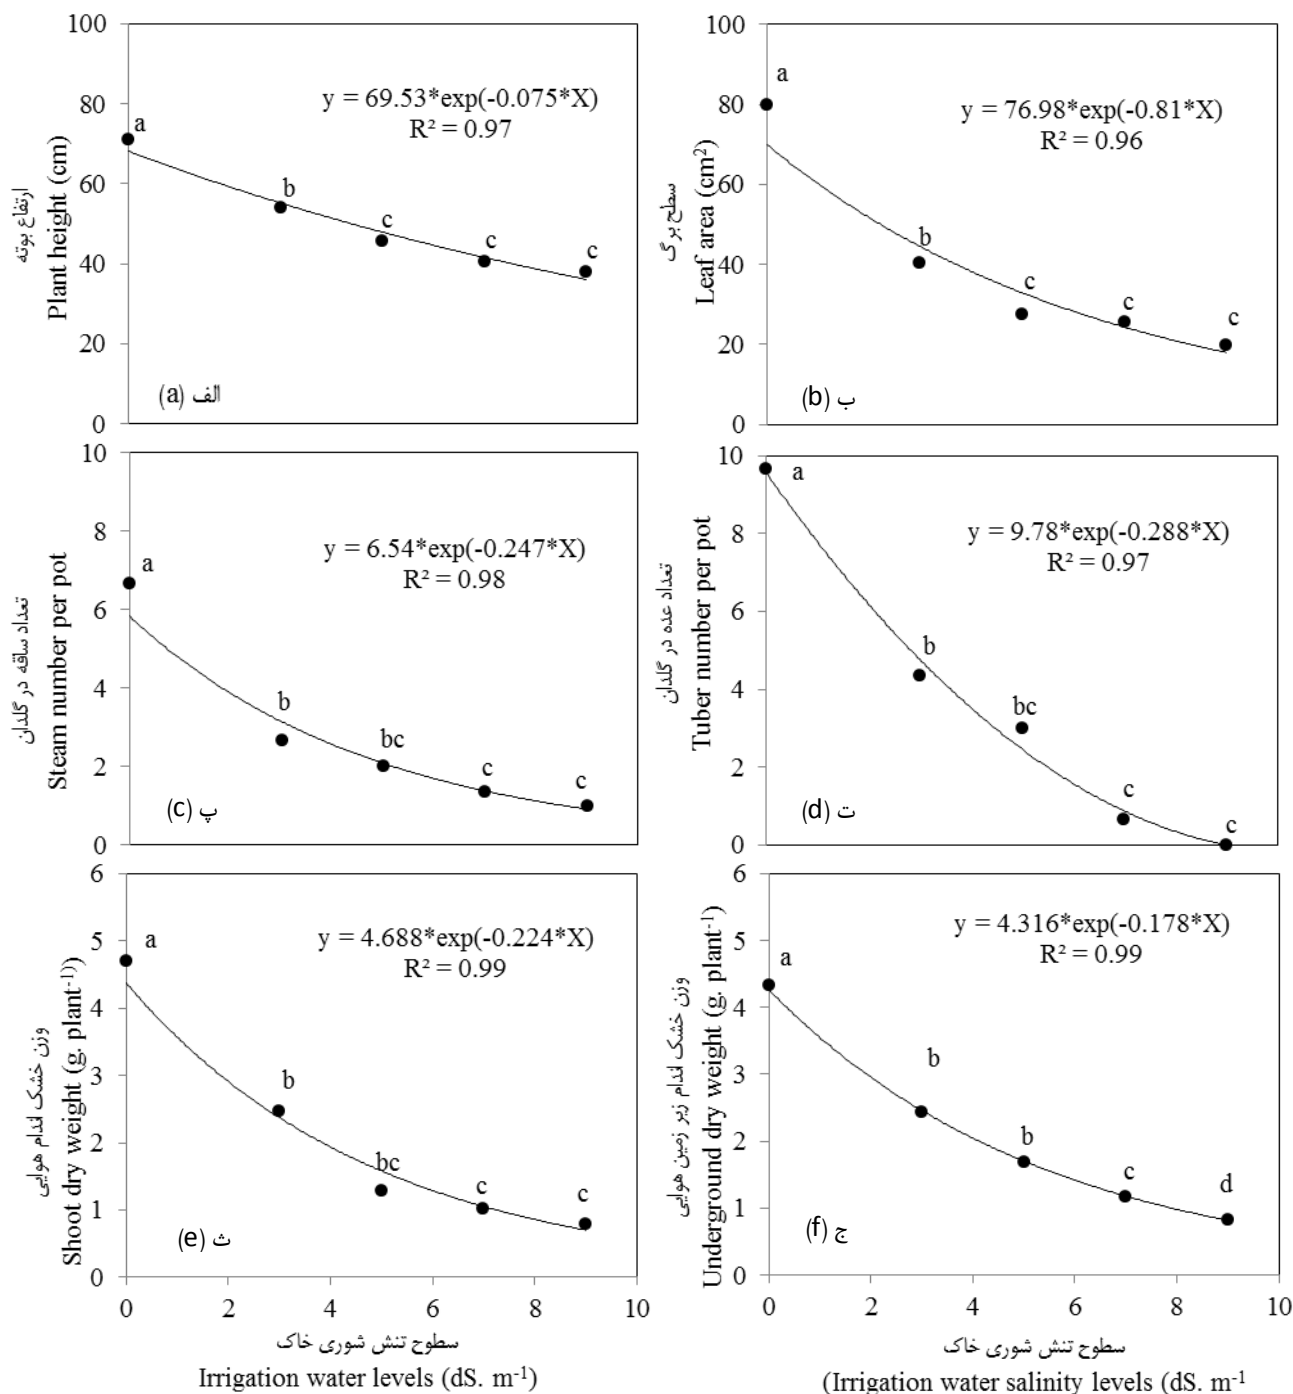 ارتفاع بوته
Plant height (cm)
100
80
60
40
20
0
y = 69.53*exp(-0.075*X)
R² = 0.97
a
b
c
c
c
(a) الف
سطح برگ
Leaf area (cm²)
100
80
60
40
20
0
y = 76.98*exp(-0.81*X)
R² = 0.96
a
b
c
c
c
(b) ب
تعداد ساقه در گلدان
Steam number per pot
10
8
6
4
2
0
y = 6.54*exp(-0.247*X)
R² = 0.98
a
b
bc
c
c
(c) پ
تعداد غده در گلدان
Tuber number per pot
10
8
6
4
2
0
y = 9.78*exp(-0.288*X)
R² = 0.97
a
b
bc
c
c
(d) ت
وزن خشک اندام هوایی
Shoot dry weight (g. plant⁻¹))
6
5
4
3
2
1
0
y = 4.688*exp(-0.224*X)
R² = 0.99
a
b
bc
c
c
(e) ث
0 2 4 6 8 10
سطوح تنش شوری خاک
Irrigation water levels (dS. m⁻¹)
وزن خشک اندام زیر زمین هوایی
Underground dry weight (g. plant⁻¹)
6
5
4
3
2
1
0
y = 4.316*exp(-0.178*X)
R² = 0.99
a
b
b
c
d
(f) ج
0 2 4 6 8 10
سطوح تنش شوری خاک
(Irrigation water salinity levels (dS. m⁻¹